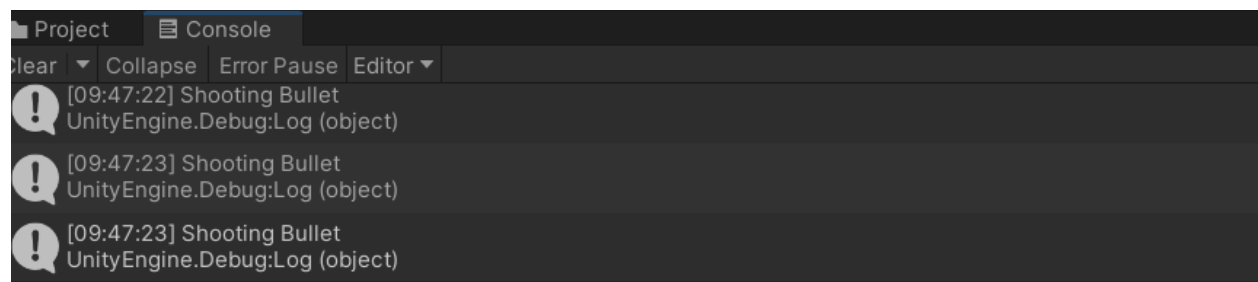 Project Console
Clear Collapse Error Pause Editor
[09:47:22] Shooting Bullet
UnityEngine.Debug:Log (object)
[09:47:23] Shooting Bullet
UnityEngine.Debug:Log (object)
[09:47:23] Shooting Bullet
UnityEngine.Debug:Log (object)